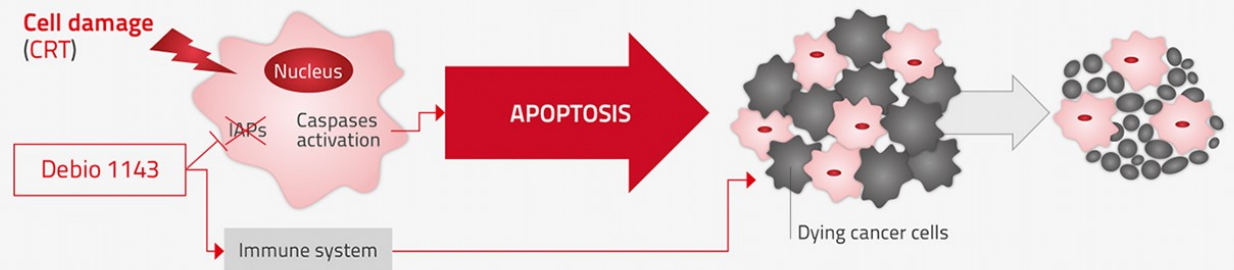 Cell damage
(CRT)
Nucleus
IAPs
Caspases
activation
APOPTOSIS
Debio 1143
Immune system
Dying cancer cells